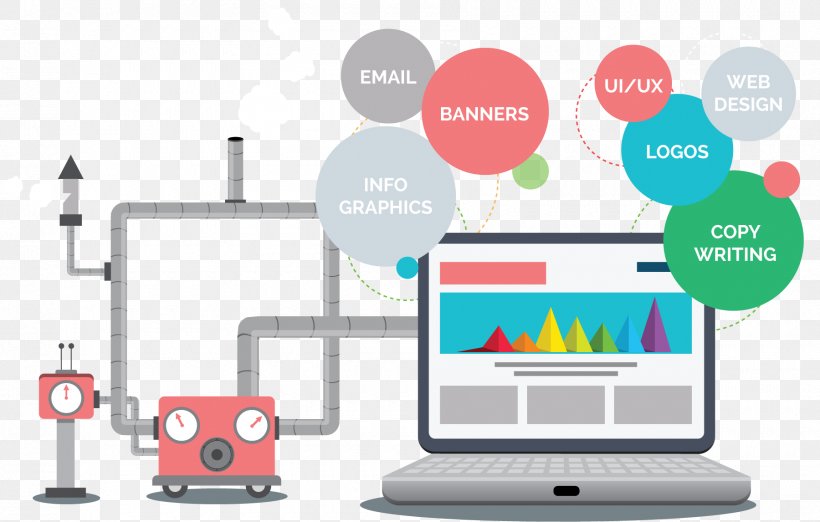 EMAIL
BANNERS
INFO
GRAPHICS
UI/UX
WEB
DESIGN
LOGOS
COPY
WRITING